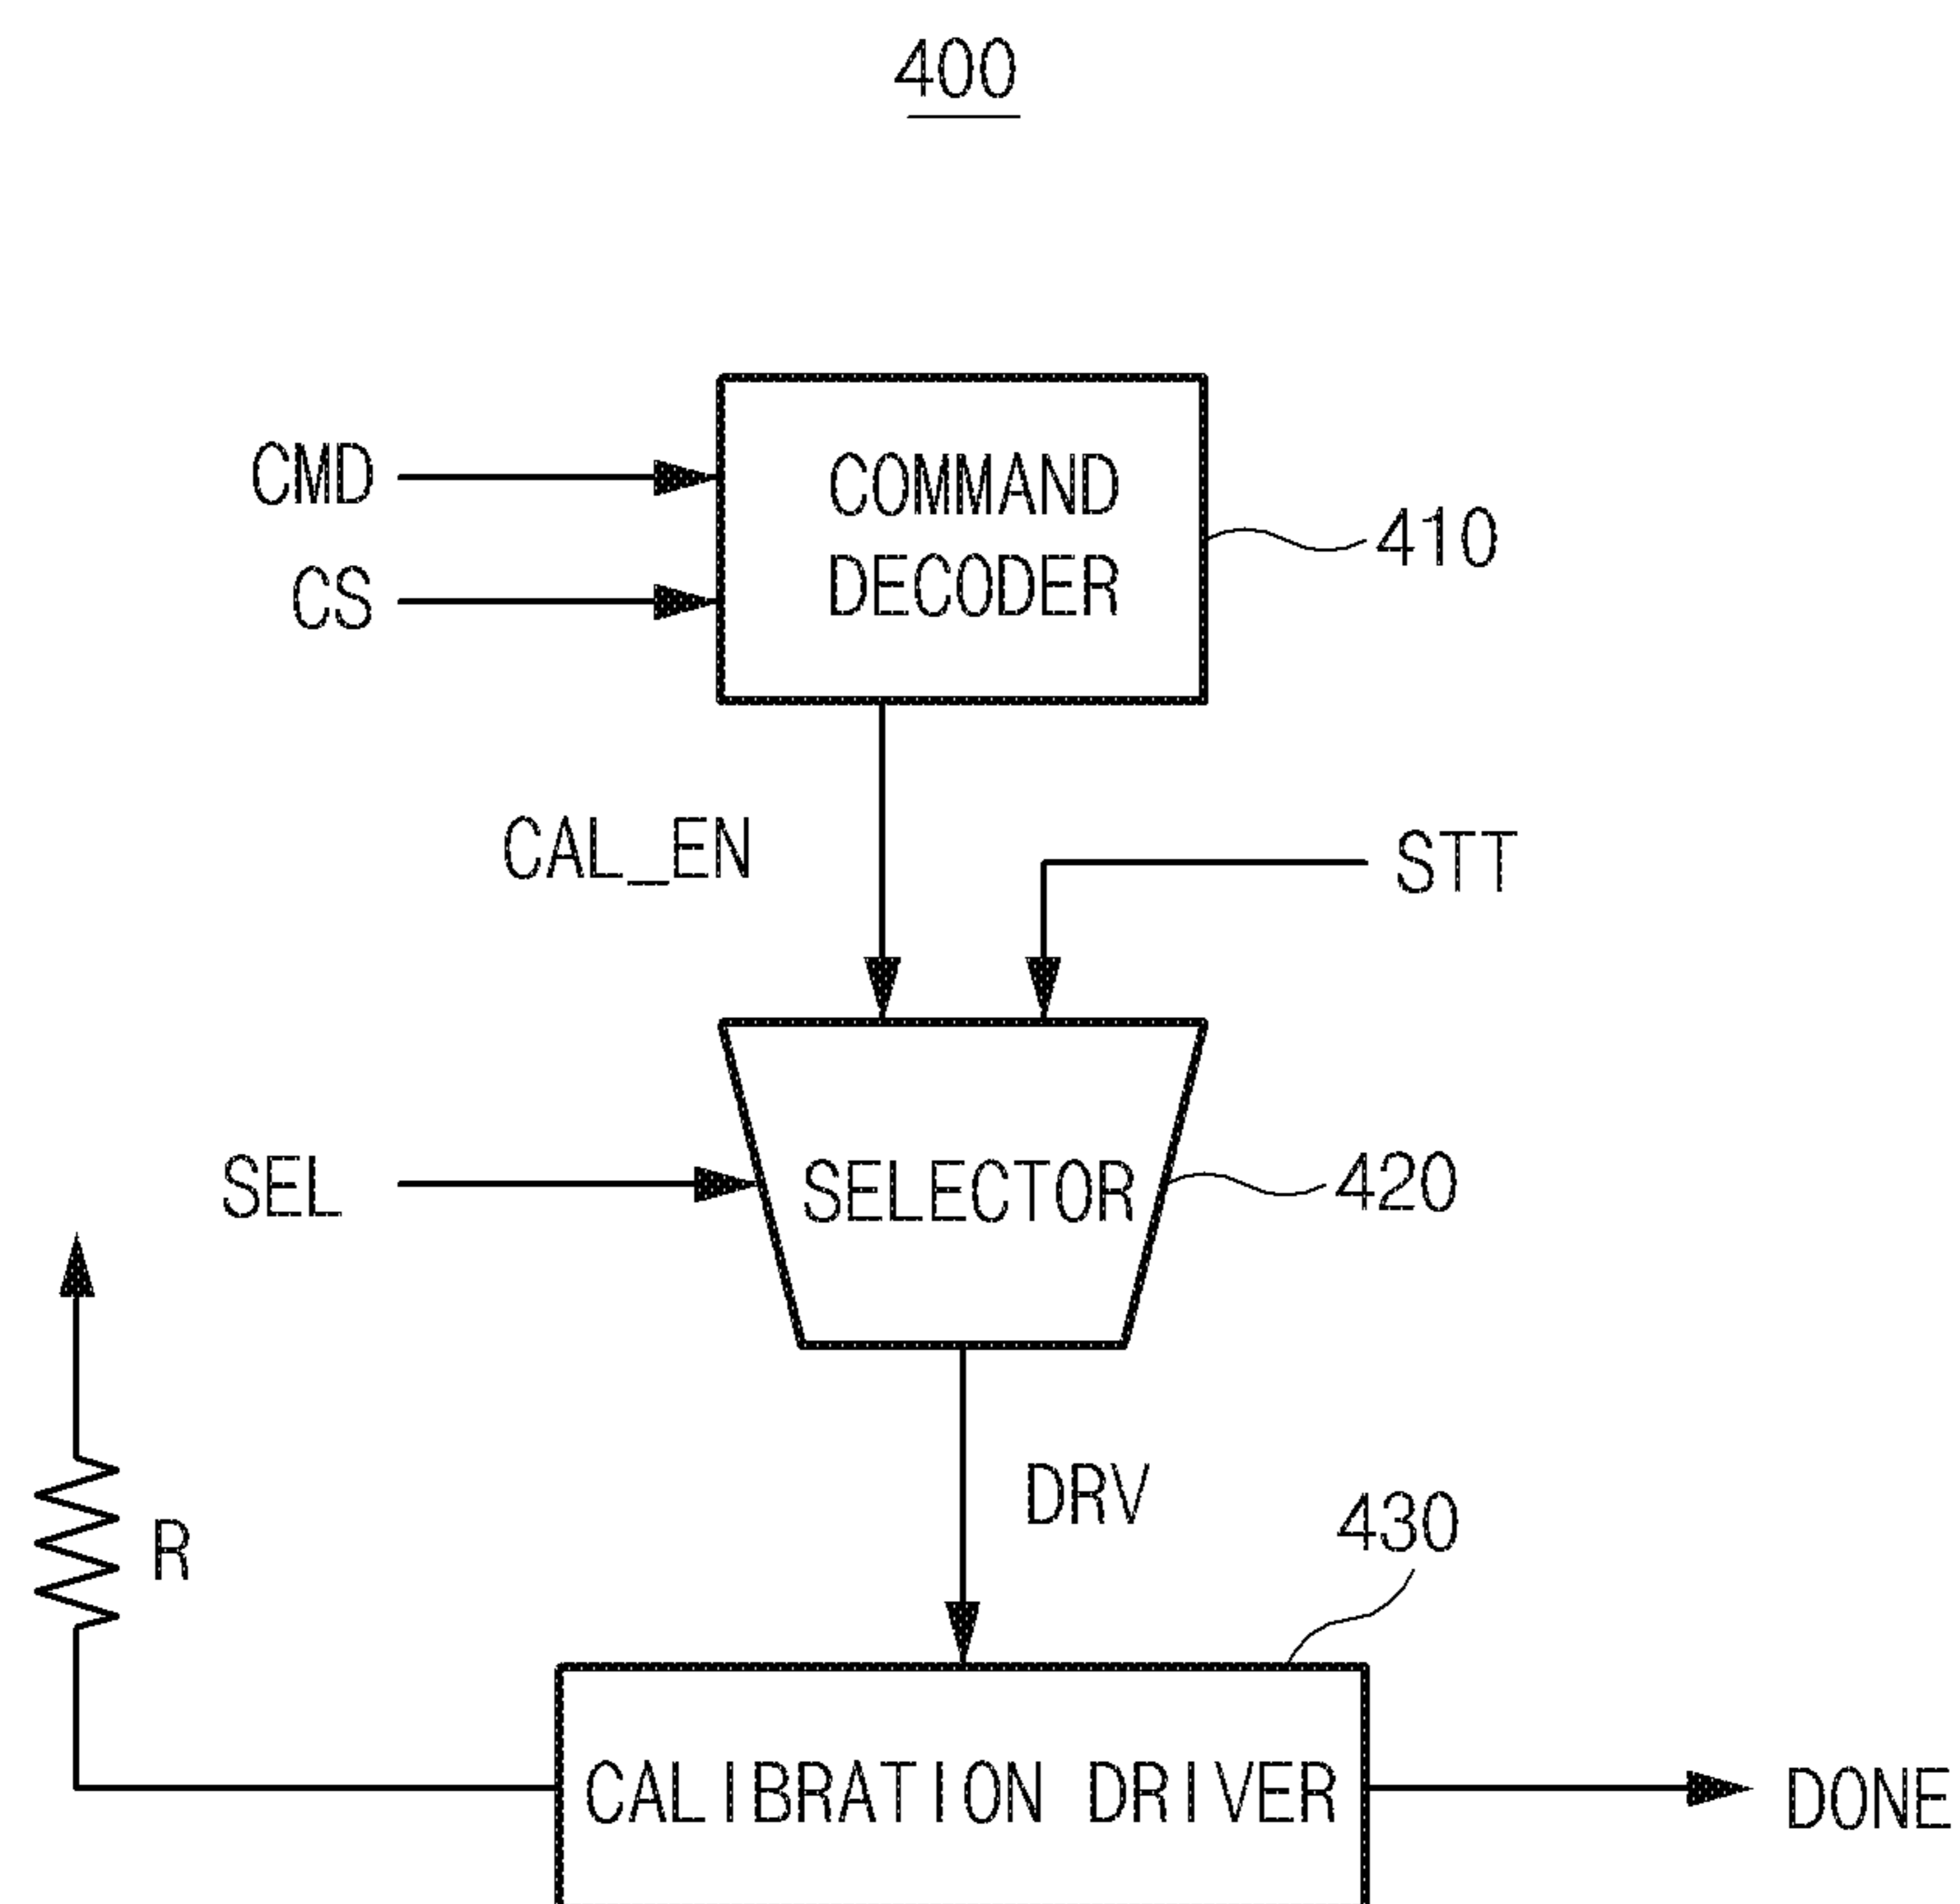 400
CMD
COMMAND
DECODER
410
CS
CAL_EN
STT
SEL
SELECTOR
420
R
DRV
430
CALIBRATION DRIVER
DONE